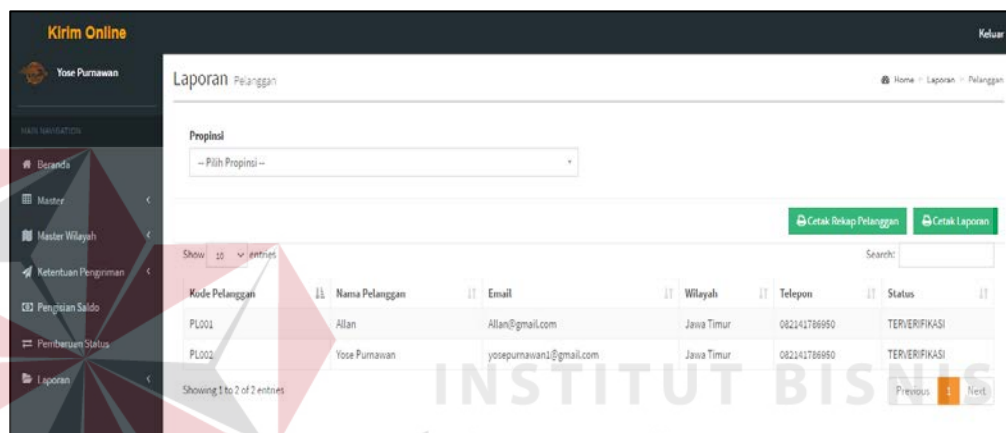 Kirim Online
Keluar
Yose Purnawan
Laporan Pelanggan
Home > Laporan > Pelanggan
MAIN NAVIGATION
Propinsi
-- Pilih Propinsi --
Beranda
Master
Master Wilayah
Ketentuan Pengiriman
Pengisian Saldo
Pembaruan Status
Laporan
Cetak Rekap Pelanggan
Cetak Laporan
Show 10 entries
Search:
Kode Pelanggan Nama Pelanggan Email Wilayah Telepon Status
PL001 Allan Allan@gmail.com Jawa Timur 082141786950 TERVERIFIKASI
PL002 Yose Purnawan yosepurnawan1@gmail.com Jawa Timur 082141786950 TERVERIFIKASI
Showing 1 to 2 of 2 entries
Previous 1 Next
INSTITUT BISNIS